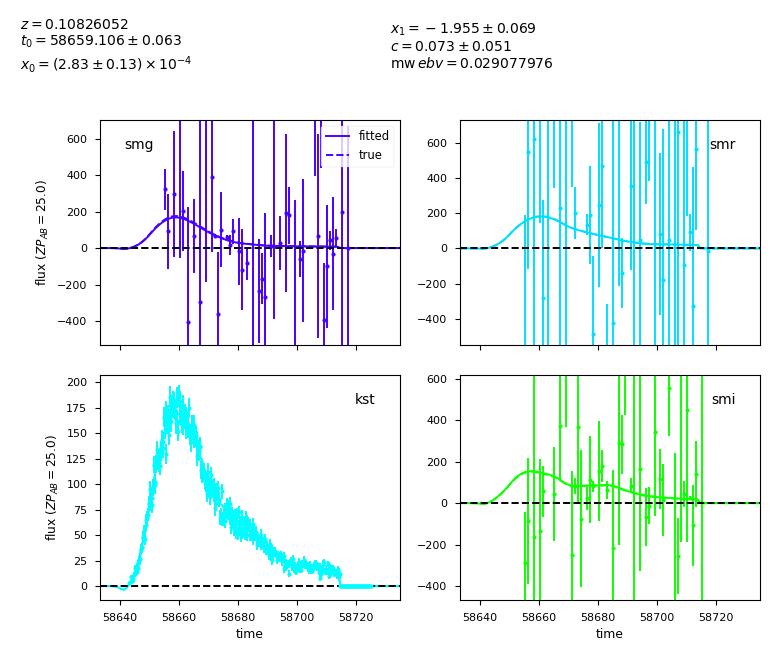 z = 0.10826052
t₀ = 58659.106 ± 0.063
x₀ = (2.83 ± 0.13) × 10⁻⁴
x₁ = −1.955 ± 0.069
c = 0.073 ± 0.051
mw ebv = 0.029077976
smg
fitted
true
smr
flux (ZP_AB = 25.0)
600
400
200
0
−200
−400
600
400
200
0
−200
−400
kst
smi
flux (ZP_AB = 25.0)
200
175
150
125
100
75
50
25
0
600
400
200
0
−200
−400
58640 58660 58680 58700 58720
58640 58660 58680 58700 58720
time
time